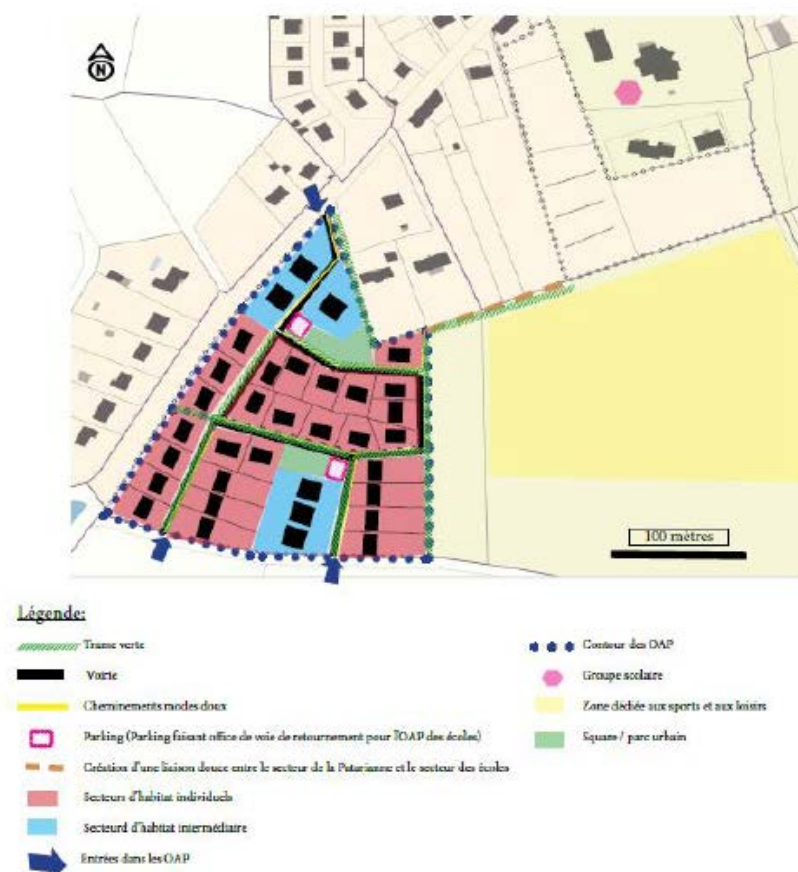 N
100 mètres
Légende:
Trame verte
Voirie
Cheminements modes doux
Parking (Parking faisant office de voie de retournement pour l'OAP des écoles)
Création d'une liaison douce entre le secteur de la Patarianne et le secteur des écoles
Secteurs d'habitat individuels
Secteurd d'habitat intermédiaire
Entrées dans les OAP
Contour des OAP
Groupe scolaire
Zone dédiée aux sports et aux loisirs
Square / parc urbain